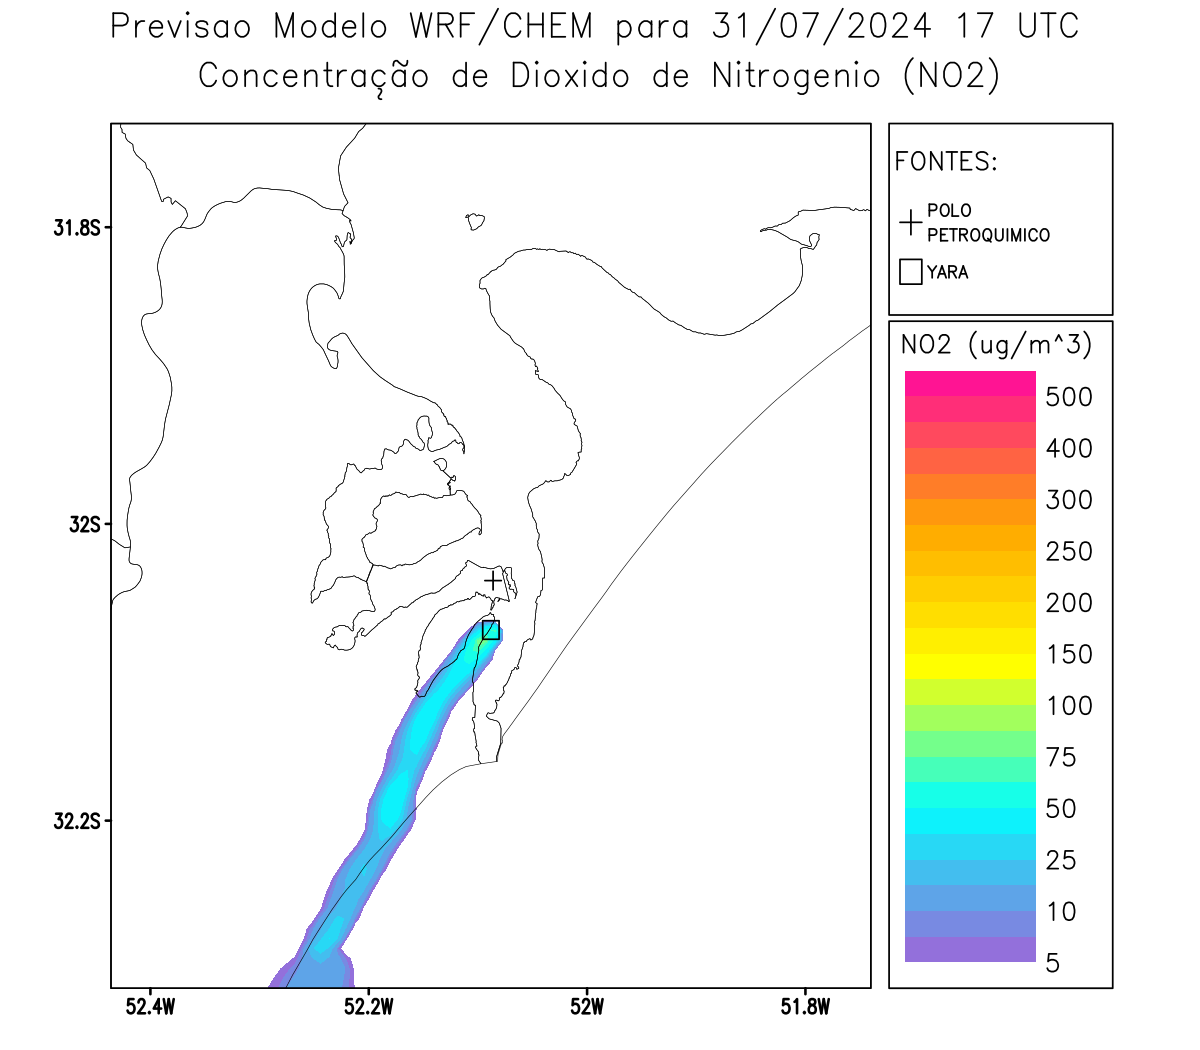 Previsao Modelo WRF/CHEM para 31/07/2024 17 UTC
Concentração de Dioxido de Nitrogenio (NO2)
FONTES:
POLO
PETROQUIMICO
YARA
NO2 (ug/m^3)
500
400
300
250
200
150
100
75
50
25
10
5
31.8S
32S
32.2S
52.4W
52.2W
52W
51.8W